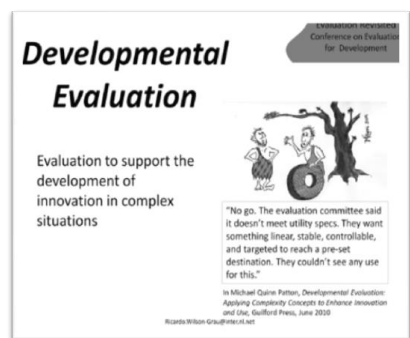 Evaluation Revisited
Conference on Evaluation
for Development
Developmental
Evaluation
Evaluation to support the
development of
innovation in complex
situations
“No go. The evaluation committee said
it doesn’t meet utility specs. They want
something linear, stable, controllable,
and targeted to reach a pre-set
destination. They couldn’t see any use
for this.”
In Michael Quinn Patton, Developmental Evaluation:
Applying Complexity Concepts to Enhance Innovation
and Use, Guilford Press, June 2010
Ricardo.Wilson-Grau@inter.nl.net